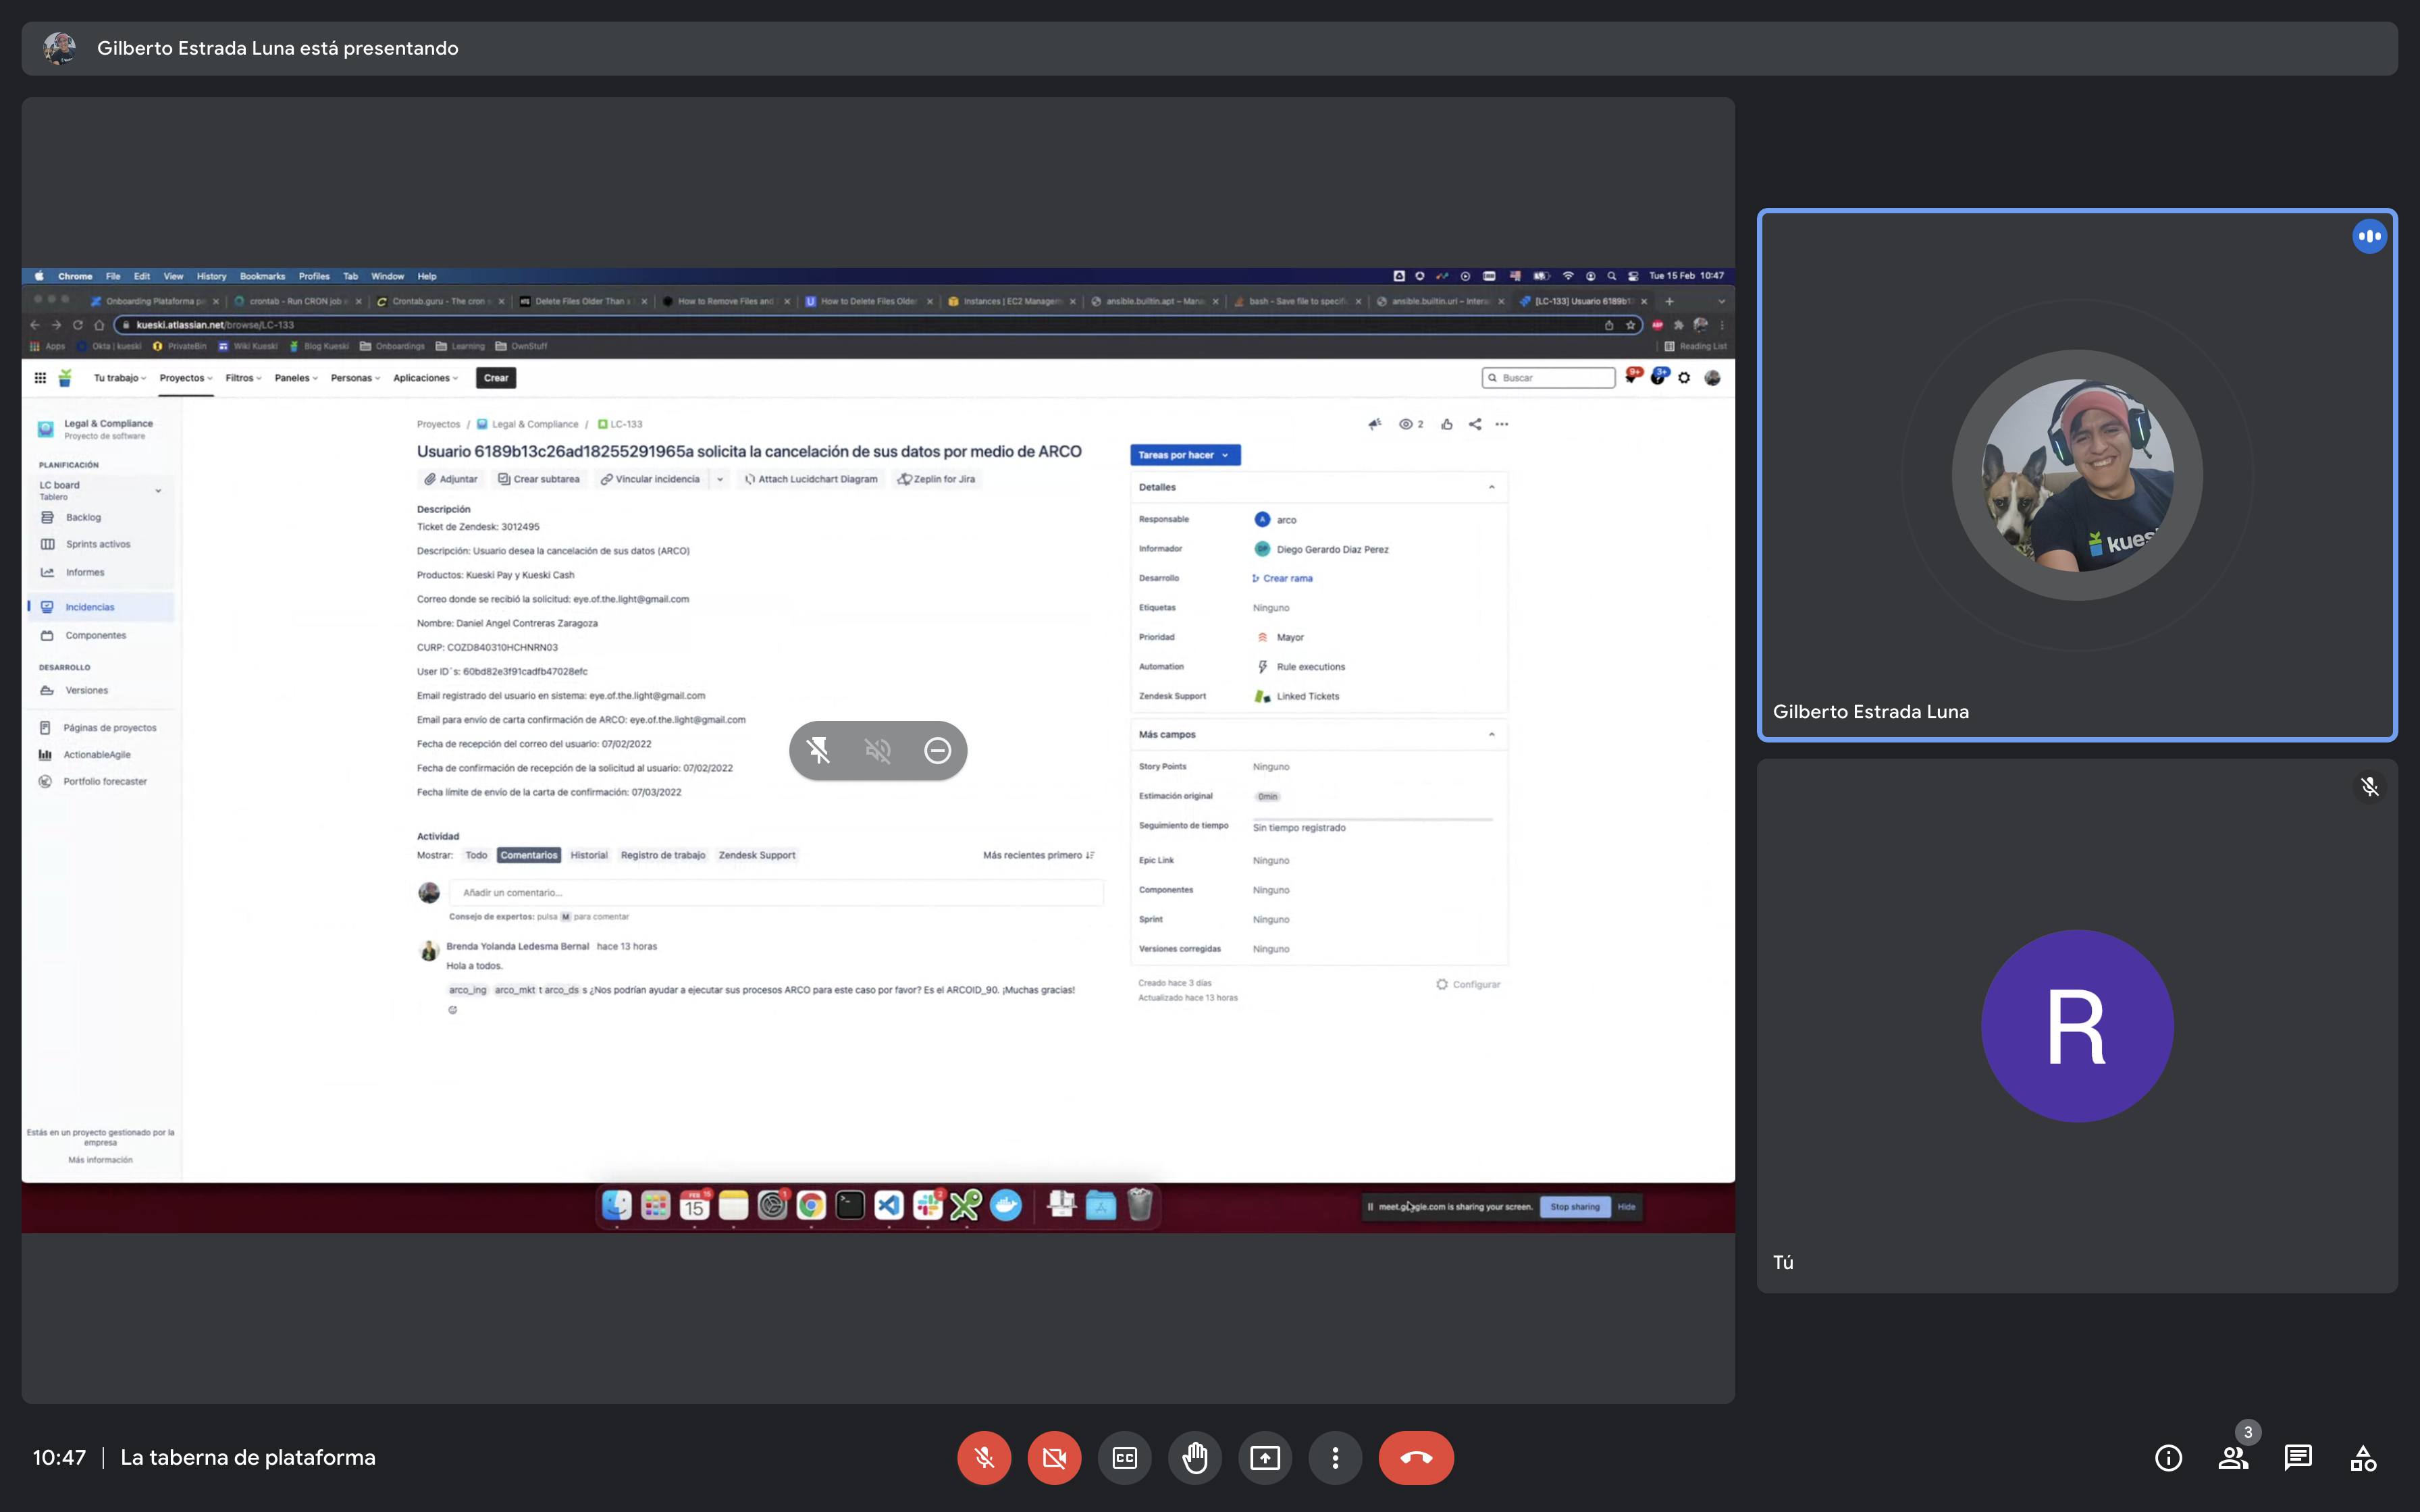 Gilberto Estrada Luna está presentando
Chrome File Edit View History Bookmarks Profiles Tab Window Help
Tue 15 Feb 10:47
Onboarding Plataforma
crontab - Run CRON job
Crontab.guru - The cron
Delete Files Older Than
How to Remove Files and
How to Delete Files Older
Instances | EC2 Managem
ansible.builtin.apt – Mana
bash - Save file to specifi
ansible.builtin.uri – Intera
[LC-133] Usuario 6189b1
kueski.atlassian.net/browse/LC-133
Apps Okta | kueski PrivateBin Wiki Kueski Blog Kueski Onboardings Learning OwnStuff Reading List
Tu trabajo Proyectos Filtros Paneles Personas Aplicaciones Crear Buscar 9+ 3+
Legal & Compliance
Proyecto de software
PLANIFICACIÓN
LC board
Tablero
Backlog
Sprints activos
Informes
Incidencias
Componentes
DESARROLLO
Versiones
Páginas de proyectos
ActionableAgile
Portfolio forecaster
Estás en un proyecto gestionado por la
empresa
Más información
Proyectos / Legal & Compliance / LC-133
2
Usuario 6189b13c26ad18255291965a solicita la cancelación de sus datos por medio de ARCO
Adjuntar Crear subtarea Vincular incidencia Attach Lucidchart Diagram Zeplin for Jira
Descripción
Ticket de Zendesk: 3012495
Descripción: Usuario desea la cancelación de sus datos (ARCO)
Productos: Kueski Pay y Kueski Cash
Correo donde se recibió la solicitud: eye.of.the.light@gmail.com
Nombre: Daniel Angel Contreras Zaragoza
CURP: COZD840310HCHNRN03
User ID´s: 60bd82e3f91cadfb47028efc
Email registrado del usuario en sistema: eye.of.the.light@gmail.com
Email para envío de carta confirmación de ARCO: eye.of.the.light@gmail.com
Fecha de recepción del correo del usuario: 07/02/2022
Fecha de confirmación de recepción de la solicitud al usuario: 07/02/2022
Fecha límite de envío de la carta de confirmación: 07/03/2022
Actividad
Mostrar: Todo Comentarios Historial Registro de trabajo Zendesk Support Más recientes primero
Añadir un comentario...
Consejo de expertos: pulsa M para comentar
Brenda Yolanda Ledesma Bernal hace 13 horas
Hola a todos.
arco_ing arco_mkt t arco_ds s ¿Nos podrían ayudar a ejecutar sus procesos ARCO para este caso por favor? Es el ARCOID_90. ¡Muchas gracias!
Tareas por hacer
Detalles
Responsable A arco
Informador DP Diego Gerardo Diaz Perez
Desarrollo Crear rama
Etiquetas Ninguno
Prioridad Mayor
Automation Rule executions
Zendesk Support Linked Tickets
Más campos
Story Points Ninguno
Estimación original 0min
Seguimiento de tiempo Sin tiempo registrado
Epic Link Ninguno
Componentes Ninguno
Sprint Ninguno
Versiones corregidas Ninguno
Creado hace 3 días
Actualizado hace 13 horas
Configurar
FEB 15
15
1
2
meet.google.com is sharing your screen. Stop sharing Hide
kues
Gilberto Estrada Luna
R
Tú
10:47 | La taberna de plataforma
CC
3